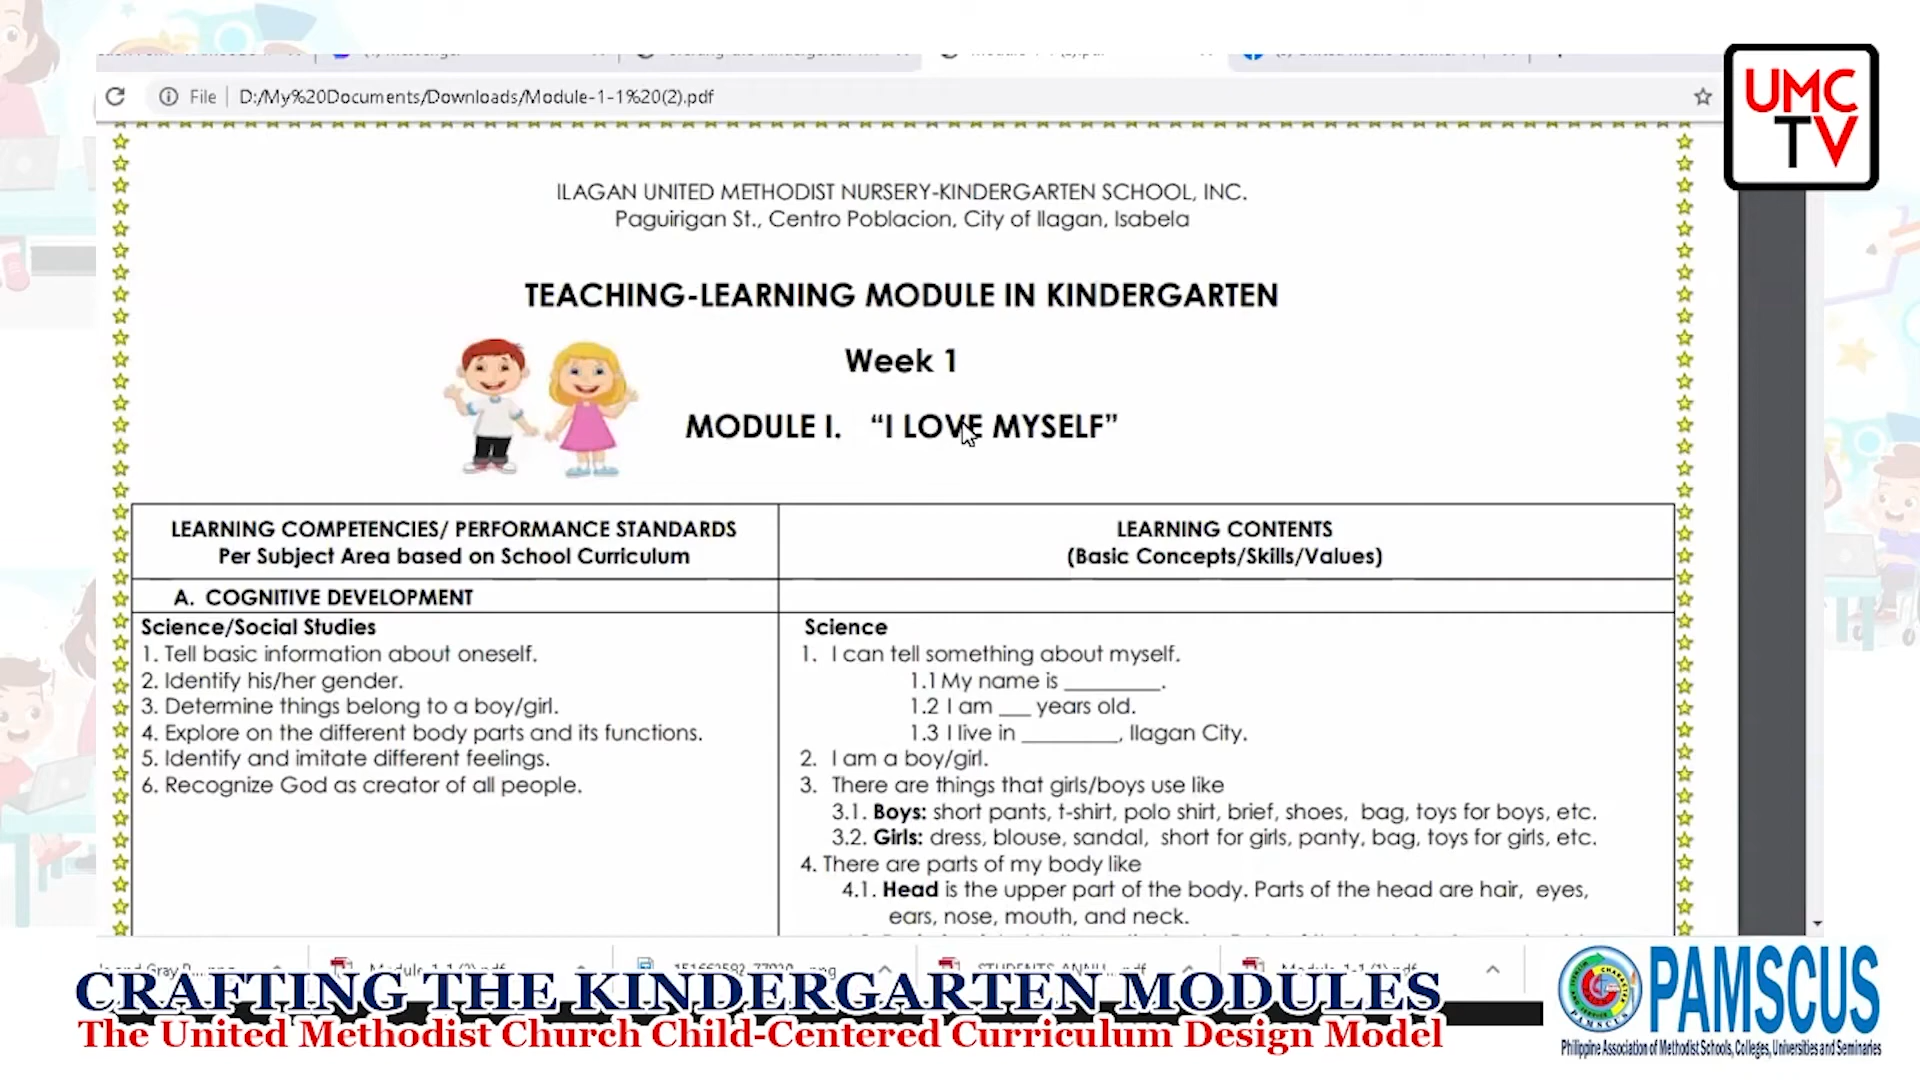 File D:/My%20Documents/Downloads/Module-1-1%20(2).pdf
UMC
TV
ILAGAN UNITED METHODIST NURSERY-KINDERGARTEN SCHOOL, INC.
Paguirigan St., Centro Poblacion, City of Ilagan, Isabela
TEACHING-LEARNING MODULE IN KINDERGARTEN
Week 1
MODULE I. “I LOVE MYSELF”
LEARNING COMPETENCIES/ PERFORMANCE STANDARDS
Per Subject Area based on School Curriculum
LEARNING CONTENTS
(Basic Concepts/Skills/Values)
A. COGNITIVE DEVELOPMENT
Science/Social Studies
1. Tell basic information about oneself.
2. Identify his/her gender.
3. Determine things belong to a boy/girl.
4. Explore on the different body parts and its functions.
5. Identify and imitate different feelings.
6. Recognize God as creator of all people.
Science
1. I can tell something about myself.
1.1 My name is _________.
1.2 I am ___ years old.
1.3 I live in _________, Ilagan City.
2. I am a boy/girl.
3. There are things that girls/boys use like
3.1. Boys: short pants, t-shirt, polo shirt, brief, shoes, bag, toys for boys, etc.
3.2. Girls: dress, blouse, sandal, short for girls, panty, bag, toys for girls, etc.
4. There are parts of my body like
4.1. Head is the upper part of the body. Parts of the head are hair, eyes,
ears, nose, mouth, and neck.
CRAFTING THE KINDERGARTEN MODULES
The United Methodist Church Child-Centered Curriculum Design Model
PAMSCUS
Philippine Association of Methodist Schools, Colleges, Universities and Seminaries